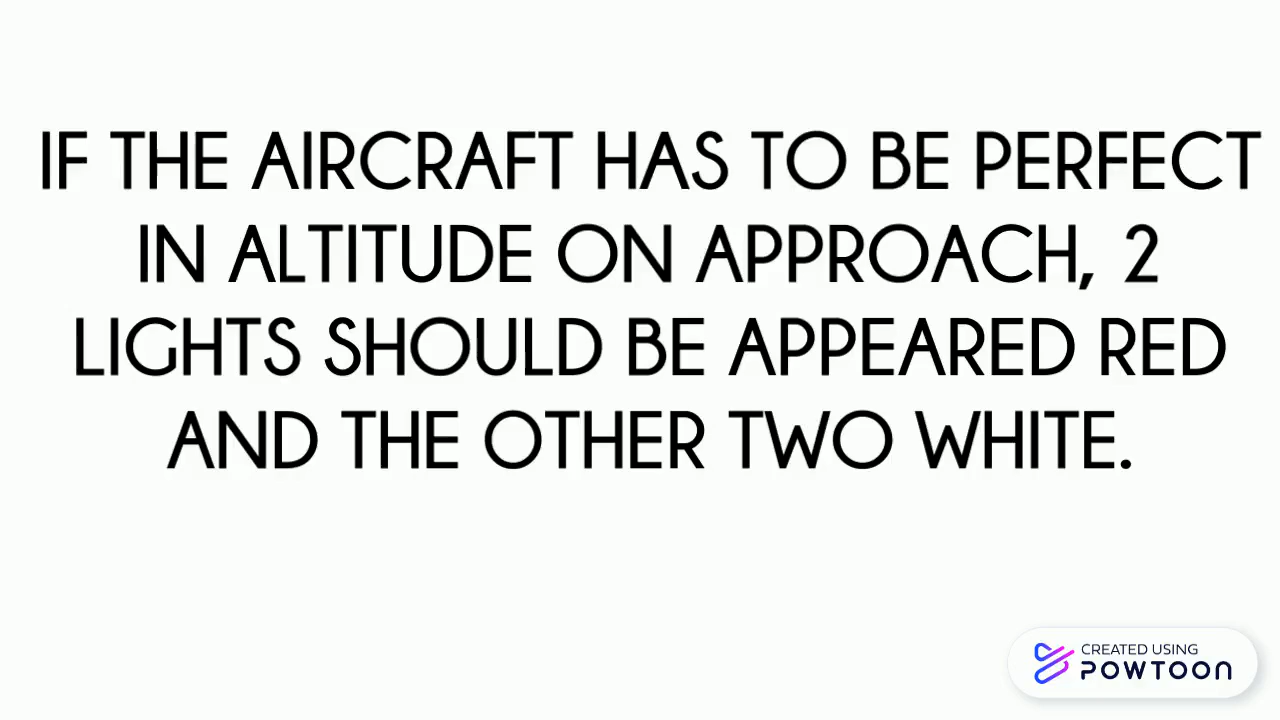 IF THE AIRCRAFT HAS TO BE PERFECT
IN ALTITUDE ON APPROACH, 2
LIGHTS SHOULD BE APPEARED RED
AND THE OTHER TWO WHITE.
CREATED USING
POWTOON